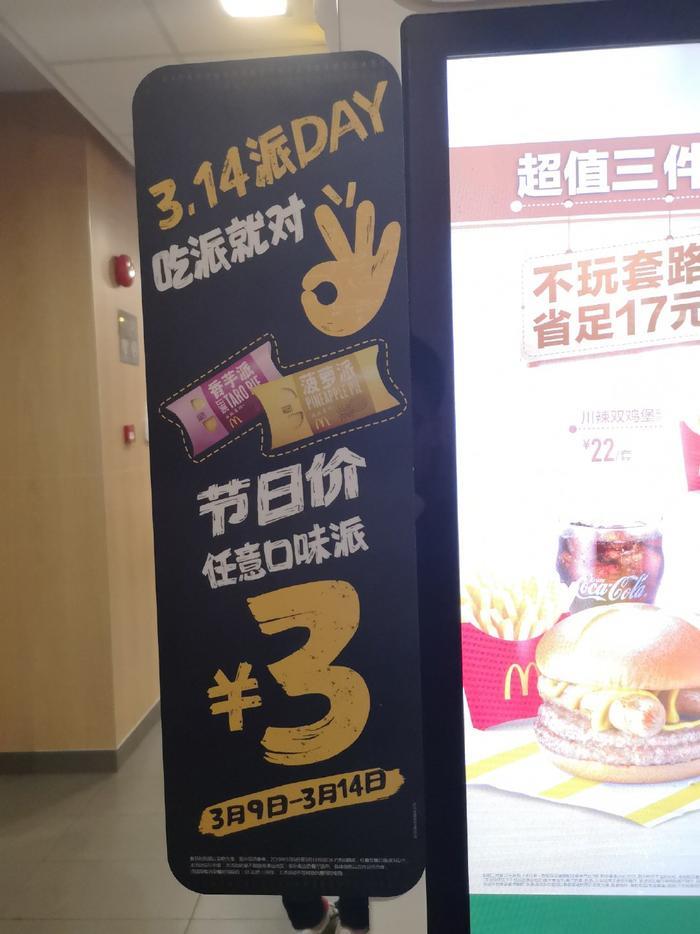 3.14派DAY
吃派就对
香芋派
TARO PIE
菠萝派
PINEAPPLE PIE
节日价
任意口味派
¥3
3月9日-3月14日
超值三件
不玩套路
省足17元
川辣双鸡堡
¥22/套
Coca-Cola